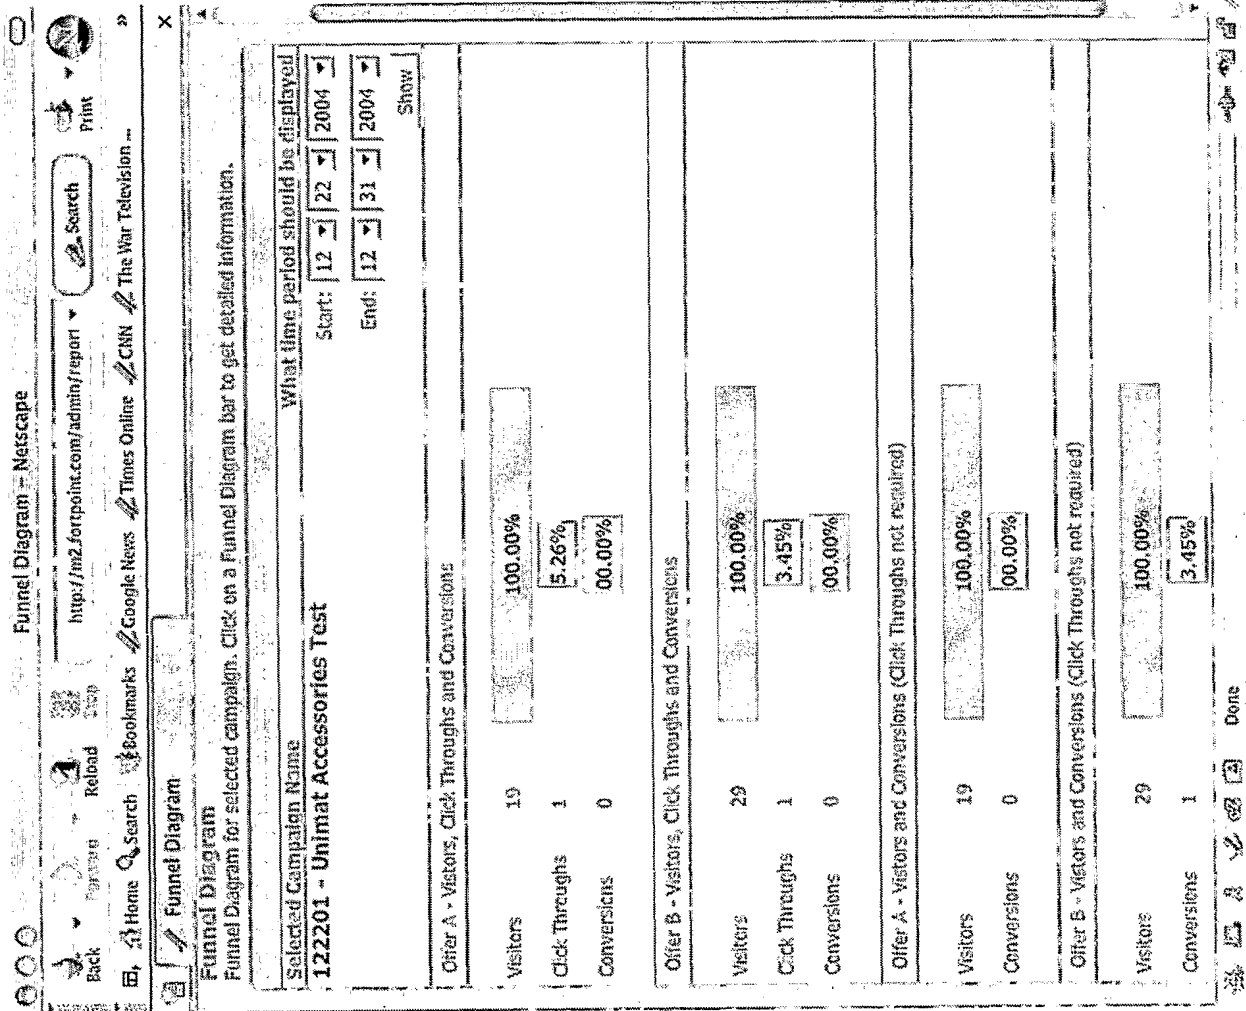 Funnel Diagram – Netscape
Back
Reload
http://m2.fortpoint.com/admin/report
Search
Print
Home Search Bookmarks Google News Times Online CNN The War Television ... »
Funnel Diagram
Funnel Diagram
Funnel Diagram for selected campaign. Click on a Funnel Diagram bar to get detailed information.
Selected Campaign Name What time period should be displayed
122201 - Unimat Accessories Test
Start: 12 22 2004
End: 12 31 2004
Show
Offer A - Vistors, Click Throughs and Conversions
Visitors 19 100.00%
Click Throughs 1 5.26%
Conversions 0 00.00%
Offer B - Visitors, Click Throughs and Conversions
Visitors 29 100.00%
Click Throughs 1 3.45%
Conversions 0 00.00%
Offer A - Vistors and Conversions (Click Throughs not required)
Visitors 19 100.00%
Conversions 0 00.00%
Offer B - Vistors and Conversions (Click Throughs not required)
Visitors 29 100.00%
Conversions 1 3.45%
Done